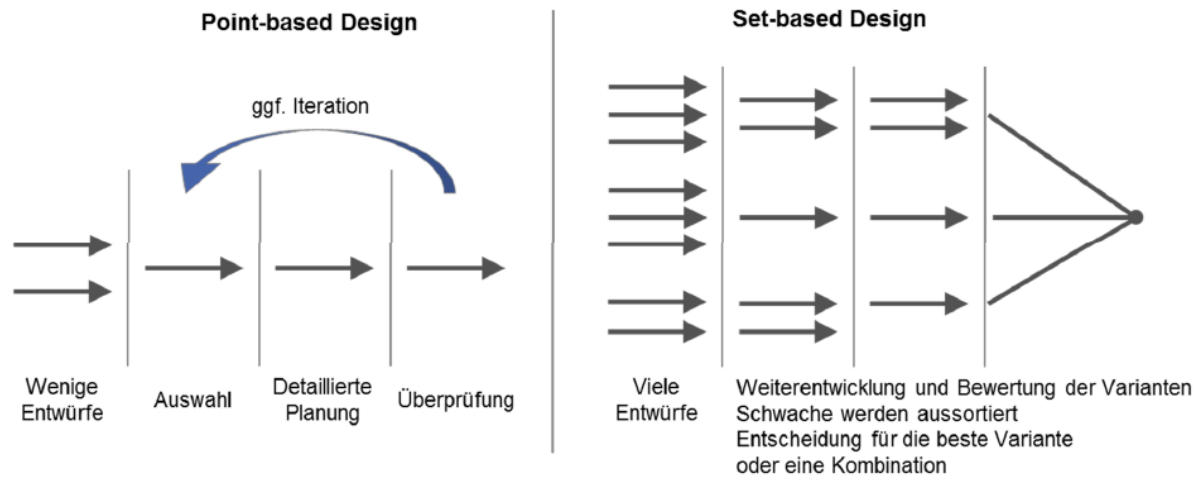 Point-based Design
ggf. Iteration
Wenige
Entwürfe
Auswahl
Detaillierte
Planung
Überprüfung
Set-based Design
Viele
Entwürfe
Weiterentwicklung und Bewertung der Varianten
Schwache werden aussortiert
Entscheidung für die beste Variante
oder eine Kombination